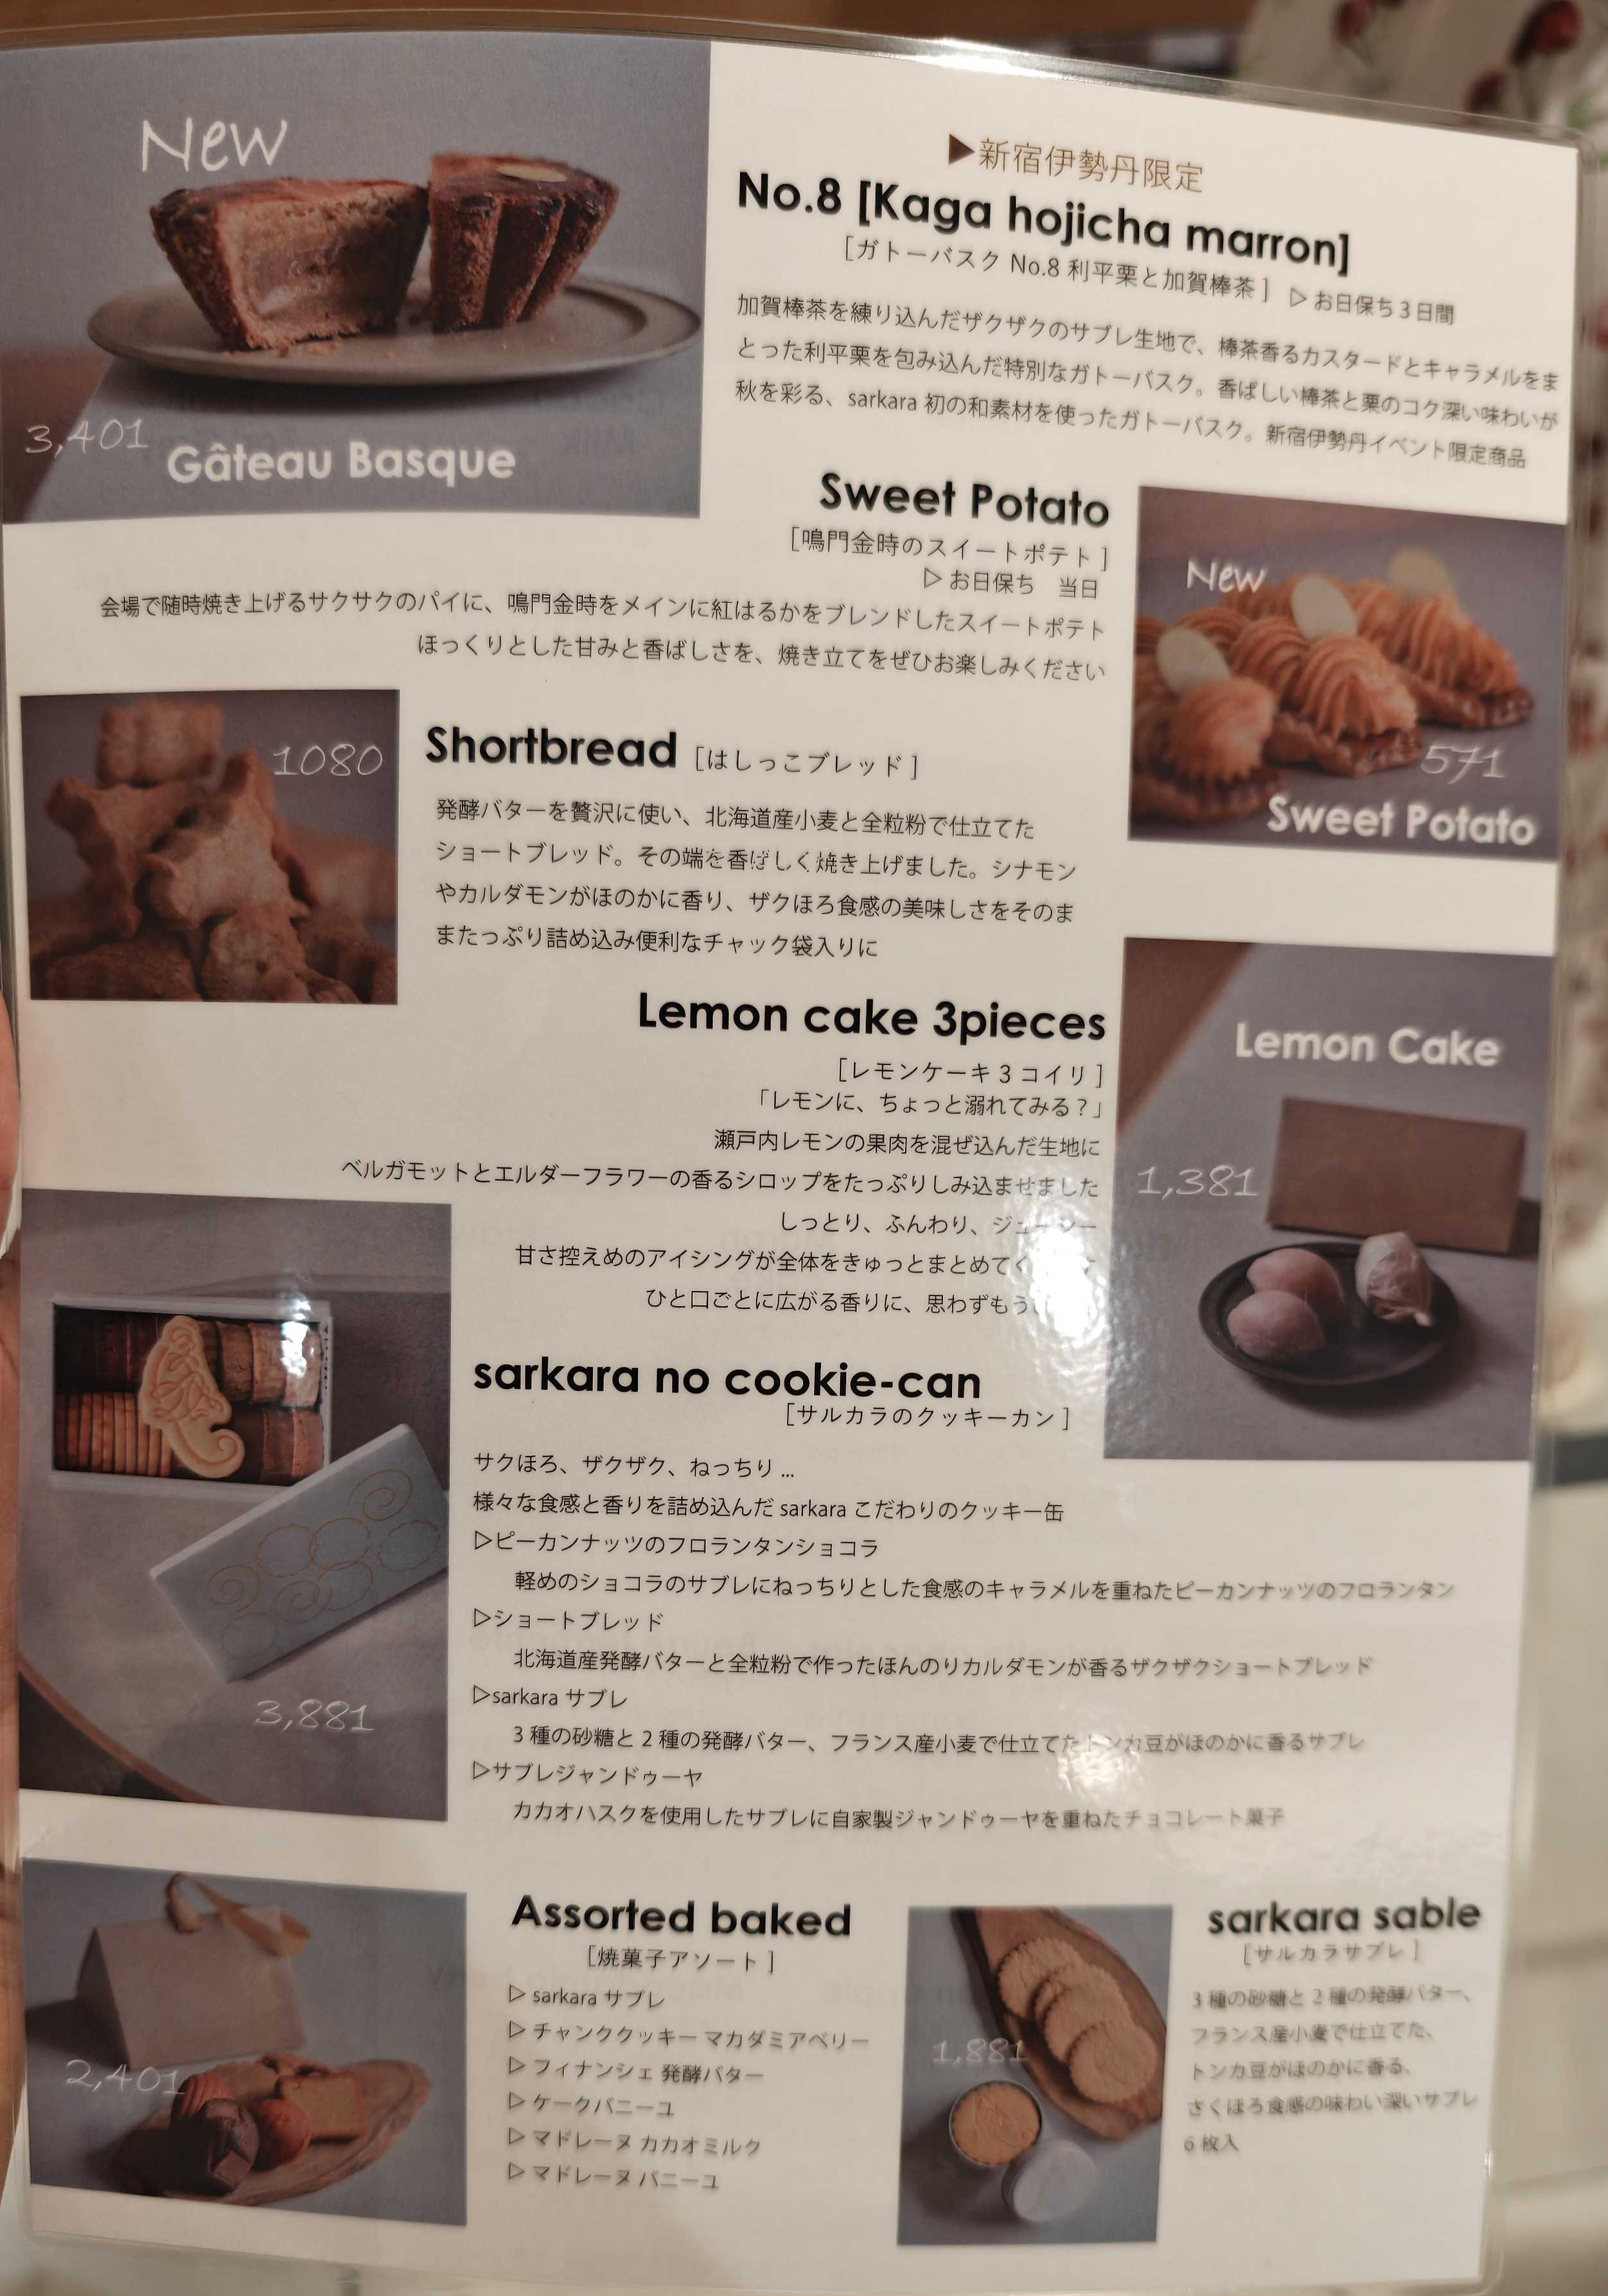 New
3,401
Gâteau Basque
▶新宿伊勢丹限定
No.8 [Kaga hojicha marron]
[ガトーバスク No.8 利平栗と加賀棒茶] ▷お日保ち3日間
加賀棒茶を練り込んだザクザクのサブレ生地で、棒茶香るカスタードとキャラメルをま
とった利平栗を包み込んだ特別なガトーバスク。香ばしい棒茶と栗のコク深い味わいが
秋を彩る、sarkara 初の和素材を使ったガトーバスク。新宿伊勢丹イベント限定商品
Sweet Potato
[鳴門金時のスイートポテト]
▷お日保ち 当日
会場で随時焼き上げるサクサクのパイに、鳴門金時をメインに紅はるかをブレンドしたスイートポテト
ほっくりとした甘みと香ばしさを、焼き立てをぜひお楽しみください
New
571
Sweet Potato
1080
Shortbread [はしっこブレッド]
発酵バターを贅沢に使い、北海道産小麦と全粒粉で仕立てた
ショートブレッド。その端を香ばしく焼き上げました。シナモン
やカルダモンがほのかに香り、ザクほろ食感の美味しさをそのま
またっぷり詰め込み便利なチャック袋入りに
Lemon cake 3pieces
[レモンケーキ3コイリ]
「レモンに、ちょっと溺れてみる？」
瀬戸内レモンの果肉を混ぜ込んだ生地に
ベルガモットとエルダーフラワーの香るシロップをたっぷりしみ込ませました
しっとり、ふんわり、ジューシー
甘さ控えめのアイシングが全体をきゅっとまとめてく
ひと口ごとに広がる香りに、思わずもう
Lemon Cake
1,381
3,881
sarkara no cookie-can
[サルカラのクッキーカン]
サクほろ、ザクザク、ねっちり...
様々な食感と香りを詰め込んだ sarkara こだわりのクッキー缶
▷ピーカンナッツのフロランタンショコラ
軽めのショコラのサブレにねっちりとした食感のキャラメルを重ねたピーカンナッツのフロランタン
▷ショートブレッド
北海道産発酵バターと全粒粉で作ったほんのりカルダモンが香るザクザクショートブレッド
▷sarkara サブレ
3種の砂糖と2種の発酵バター、フランス産小麦で仕立てたトンカ豆がほのかに香るサブレ
▷サブレジャンドゥーヤ
カカオハスクを使用したサブレに自家製ジャンドゥーヤを重ねたチョコレート菓子
2,401
Assorted baked
[焼菓子アソート]
▷ sarkara サブレ
▷ チャンククッキー マカダミアベリー
▷ フィナンシェ 発酵バター
▷ ケークバニーユ
▷ マドレーヌ カカオミルク
▷ マドレーヌ バニーユ
1,881
sarkara sable
[サルカラサブレ]
3種の砂糖と2種の発酵バター、
フランス産小麦で仕立てた、
トンカ豆がほのかに香る、
さくほろ食感の味わい深いサブレ
6枚入